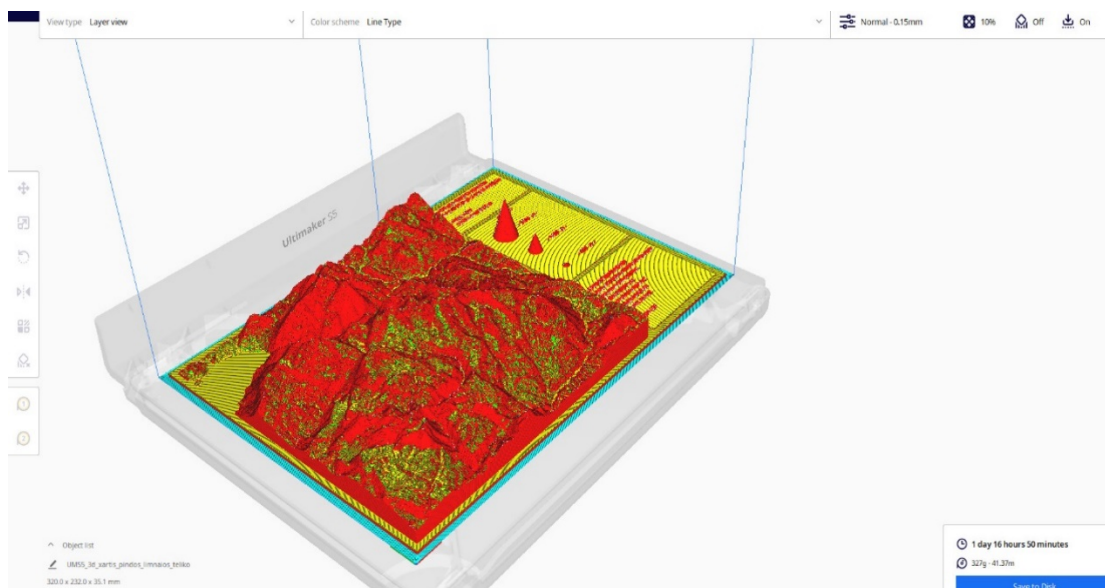 View type Layer view
Color scheme Line Type
Normal - 0.15mm
10%
Off
On
Ultimaker S5
1
2
Object list
UMS5_3d_xartis_pindos_limnaios_teliko
320.0 x 232.0 x 35.1 mm
1 day 16 hours 50 minutes
327g · 41.37m
Save to Disk